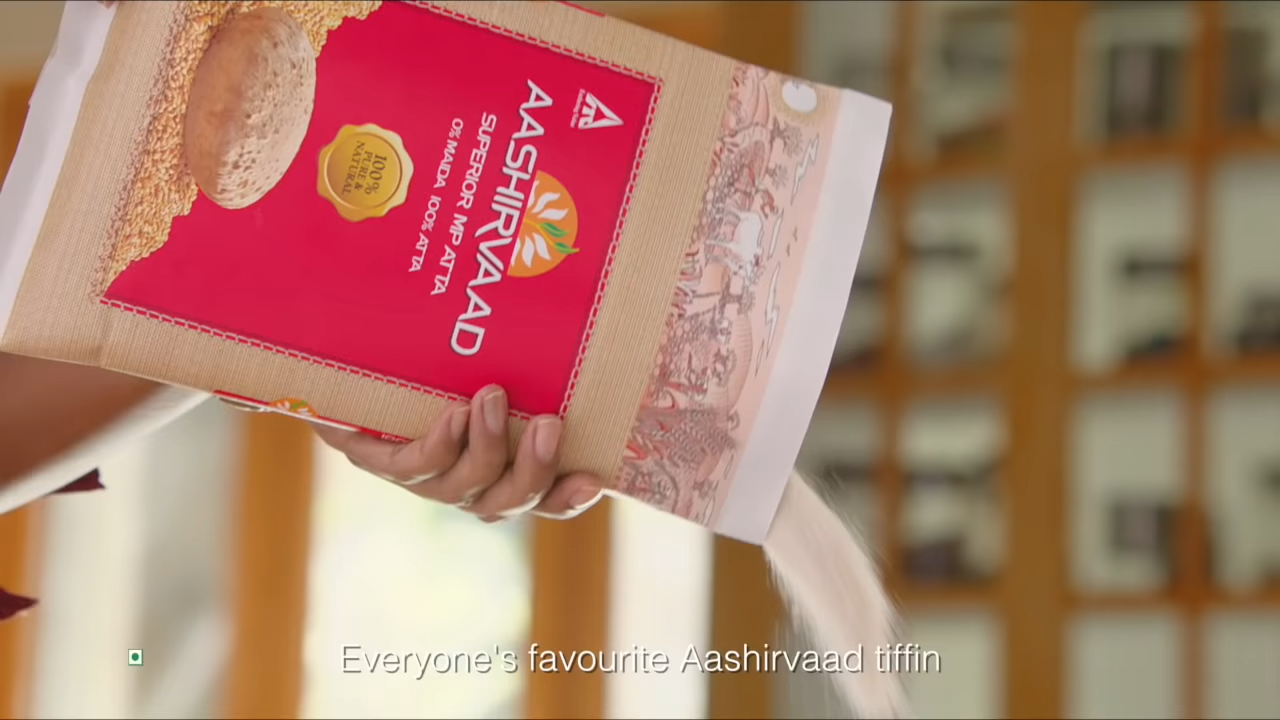 AASHIRVAAD
SUPERIOR MP ATTA
0% MAIDA 100% ATTA
100%
PURE &
NATURAL
Everyone's favourite Aashirvaad tiffin